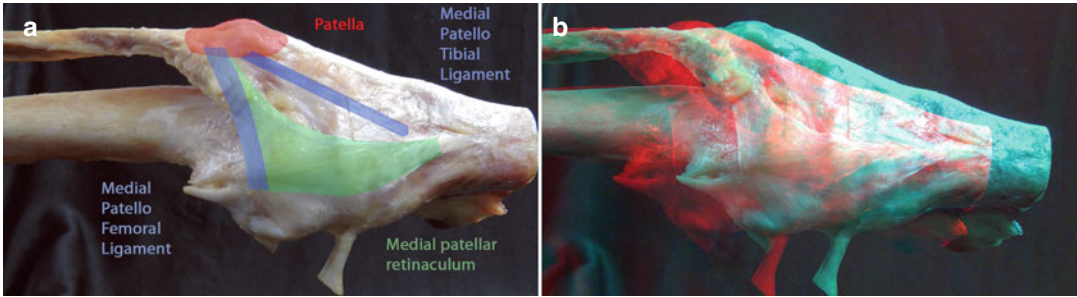 a
Patella
Medial
Patello
Tibial
Ligament
Medial
Patello
Femoral
Ligament
Medial patellar
retinaculum
b